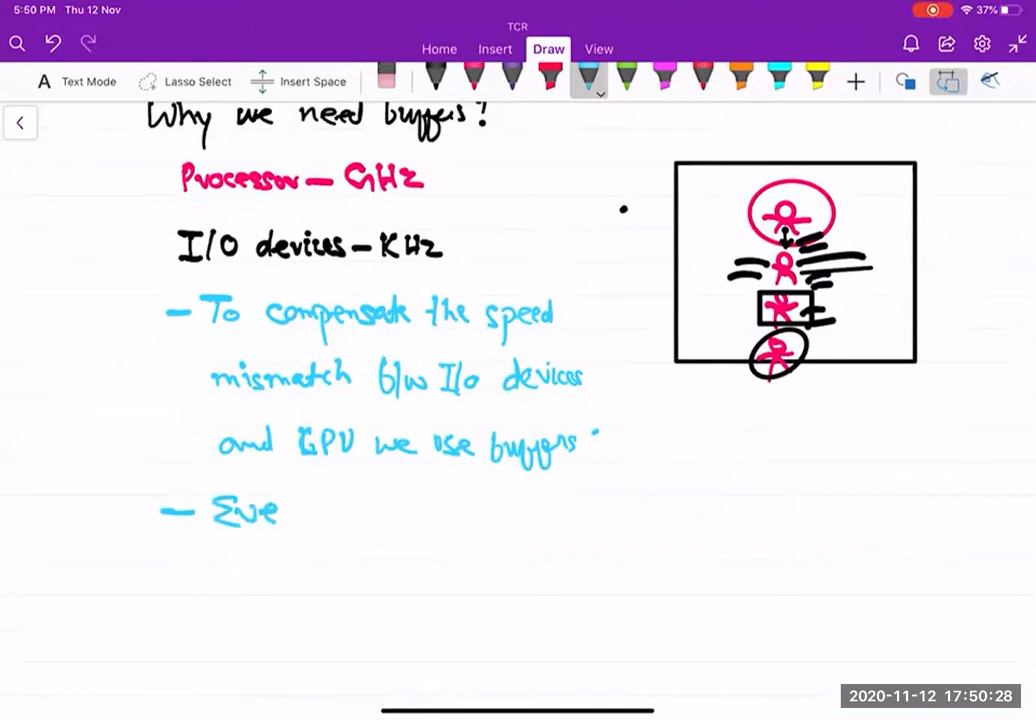 5:50 PM Thu 12 Nov
37%
TCR
Home Insert Draw View
A Text Mode Lasso Select Insert Space
Why we need buffers?
Processor - GHz
I/O devices - KHz
- To compensate the speed
mismatch b/w I/o devices
and CPU we use buffers.
- Eve
2020-11-12 17:50:28